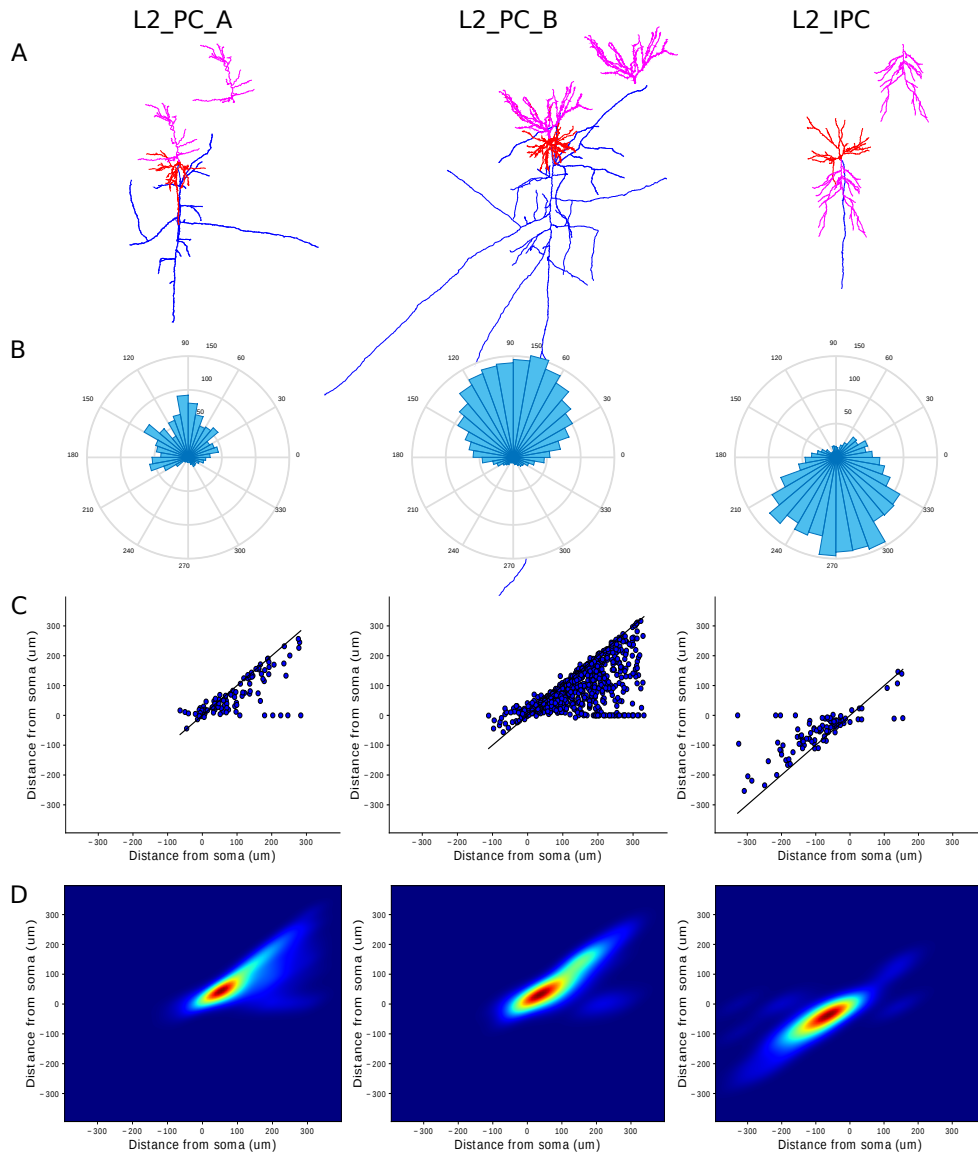 L2_PC_A L2_PC_B L2_IPC
A
B
90 150 90 150 90 150
120 60 120 60 120 60
100 100 100
150 50 30 150 50 30 150 50 30
180 0 180 0 180 0
210 330 210 330 210 330
240 300 240 300 240 300
270 270 270
C
Distance from soma (um)
300
200
100
0
−100
−200
−300
−300 −200 −100 0 100 200 300
Distance from soma (um)
Distance from soma (um)
300
200
100
0
−100
−200
−300
−300 −200 −100 0 100 200 300
Distance from soma (um)
Distance from soma (um)
300
200
100
0
−100
−200
−300
−300 −200 −100 0 100 200 300
Distance from soma (um)
D
Distance from soma (um)
300
200
100
0
−100
−200
−300
−300 −200 −100 0 100 200 300
Distance from soma (um)
Distance from soma (um)
300
200
100
0
−100
−200
−300
−300 −200 −100 0 100 200 300
Distance from soma (um)
Distance from soma (um)
300
200
100
0
−100
−200
−300
−300 −200 −100 0 100 200 300
Distance from soma (um)